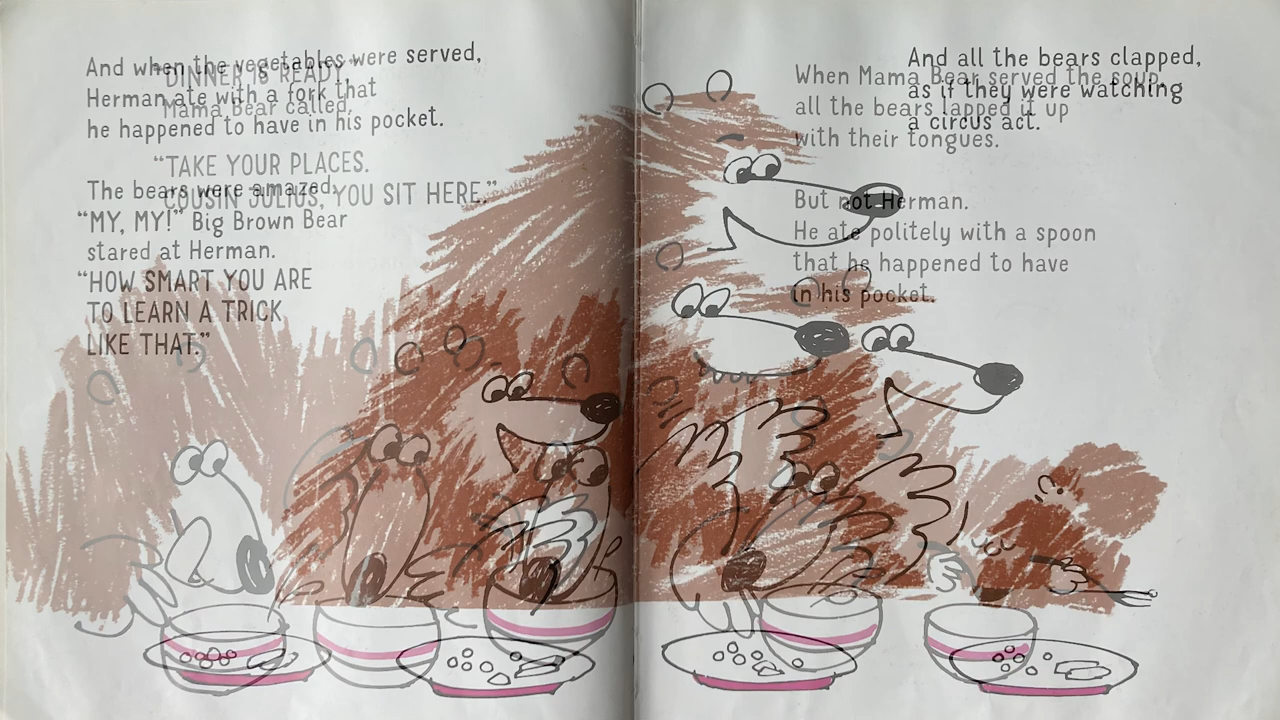 And when the vegetables were served,
Herman ate with a fork that
he happened to have in his pocket.
The bears were amazed.
“MY, MY!” Big Brown Bear
stared at Herman.
“HOW SMART YOU ARE
TO LEARN A TRICK
LIKE THAT.”
“DINNER IS READY,”
Mama Bear called.
“TAKE YOUR PLACES.
COUSIN JULIUS, YOU SIT HERE.”
And all the bears clapped,
as if they were watching
a circus act.
When Mama Bear served the soup,
all the bears lapped it up
with their tongues.
But not Herman.
He ate politely with a spoon
that he happened to have
in his pocket.